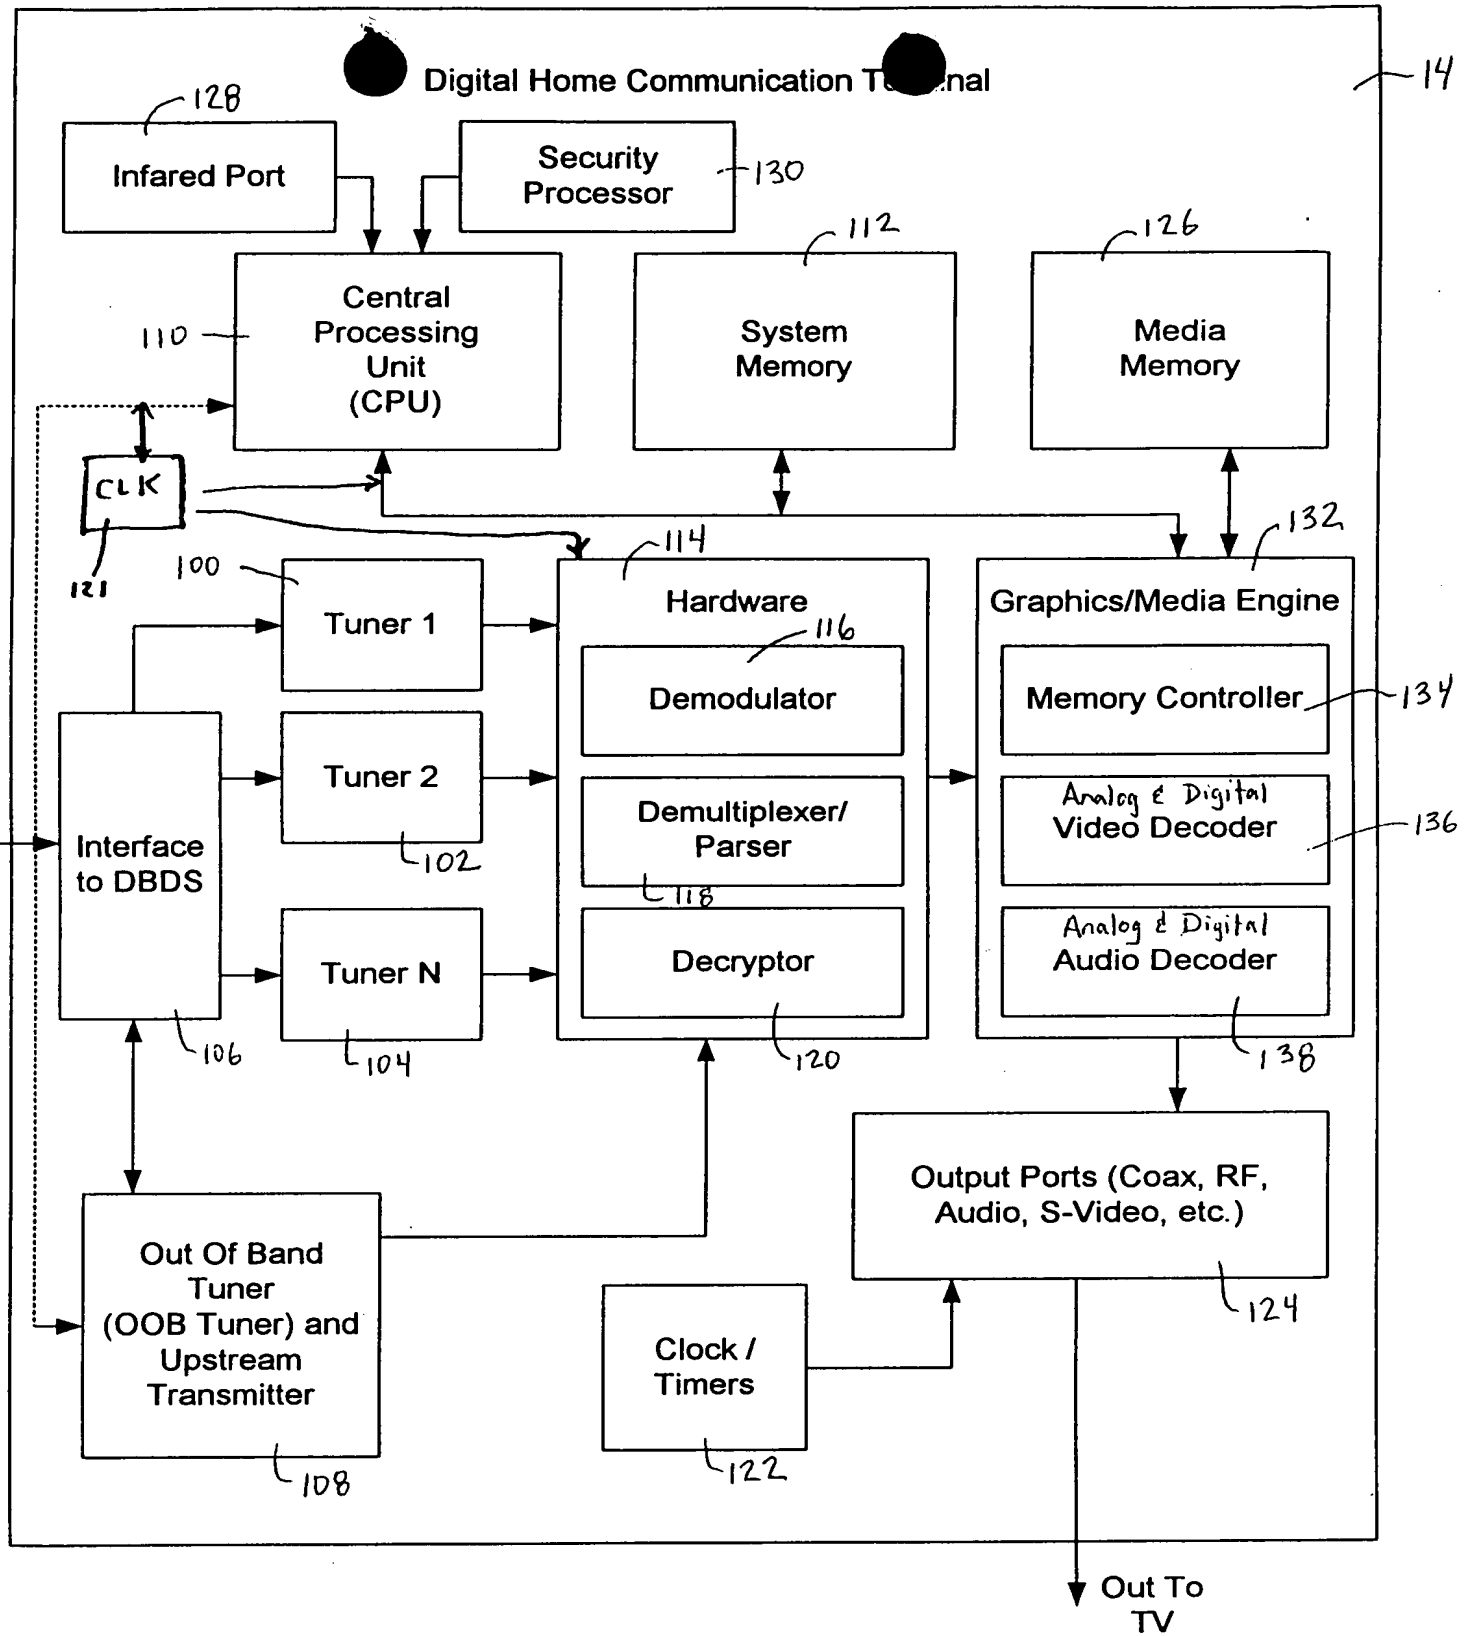 Digital Home Communication T nal
14
128
Infared Port
Security
Processor
130
112
126
110
Central
Processing
Unit
(CPU)
System
Memory
Media
Memory
CLK
121
100
Tuner 1
114
Hardware
116
Demodulator
132
Graphics/Media Engine
Memory Controller
134
Tuner 2
102
Demultiplexer/
Parser
118
Analog & Digital
Video Decoder
136
Interface
to DBDS
106
Tuner N
104
Decryptor
120
Analog & Digital
Audio Decoder
138
Output Ports (Coax, RF,
Audio, S-Video, etc.)
124
Out Of Band
Tuner
(OOB Tuner) and
Upstream
Transmitter
108
Clock /
Timers
122
Out To
TV